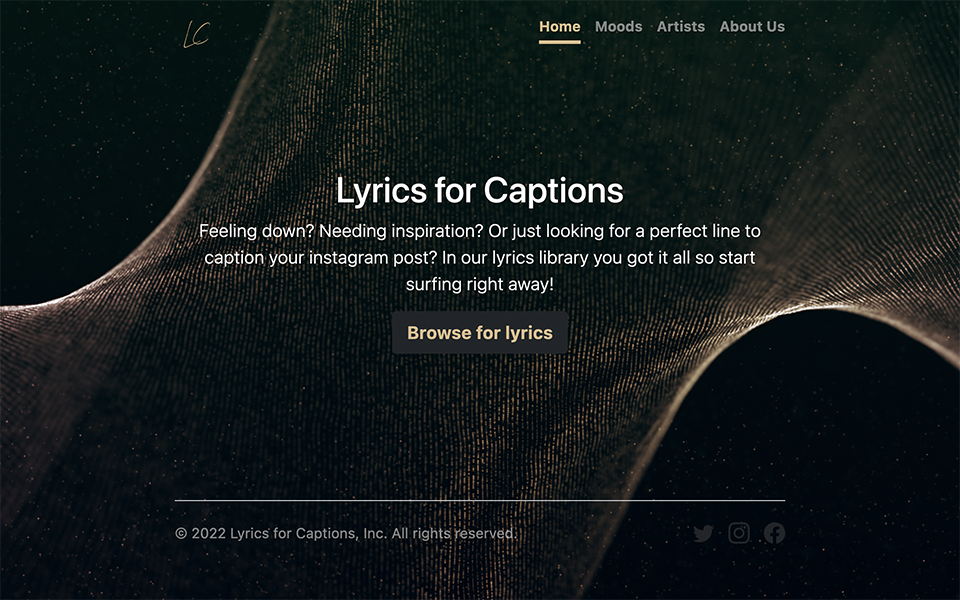 LC
Home Moods Artists About Us
Lyrics for Captions
Feeling down? Needing inspiration? Or just looking for a perfect line to
caption your instagram post? In our lyrics library you got it all so start
surfing right away!
Browse for lyrics
© 2022 Lyrics for Captions, Inc. All rights reserved.